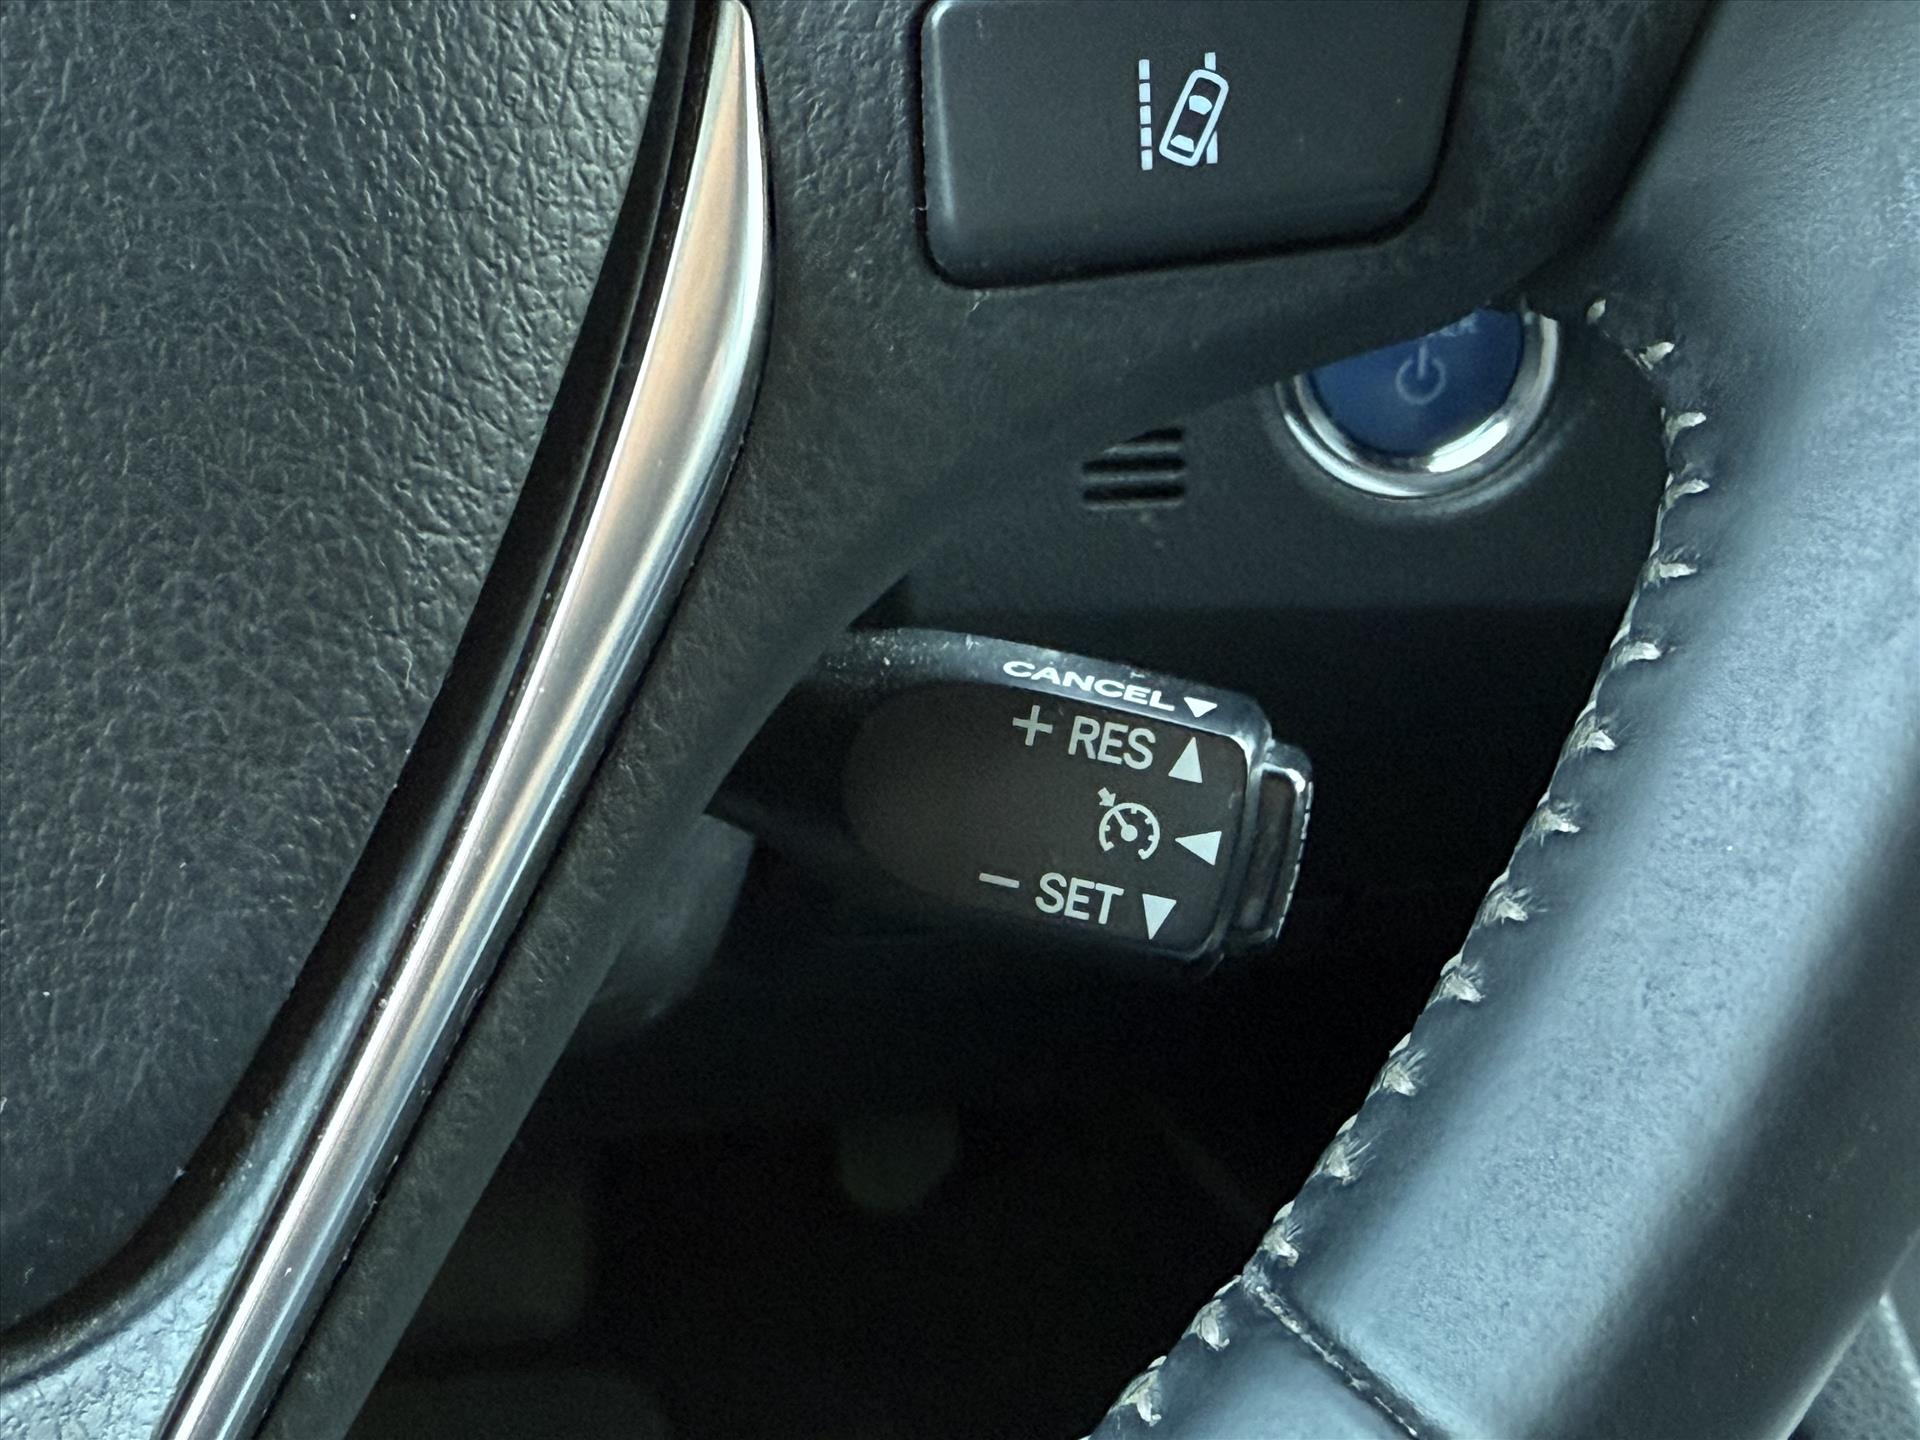 CANCEL ▼
+ RES ▲
◀
− SET ▼